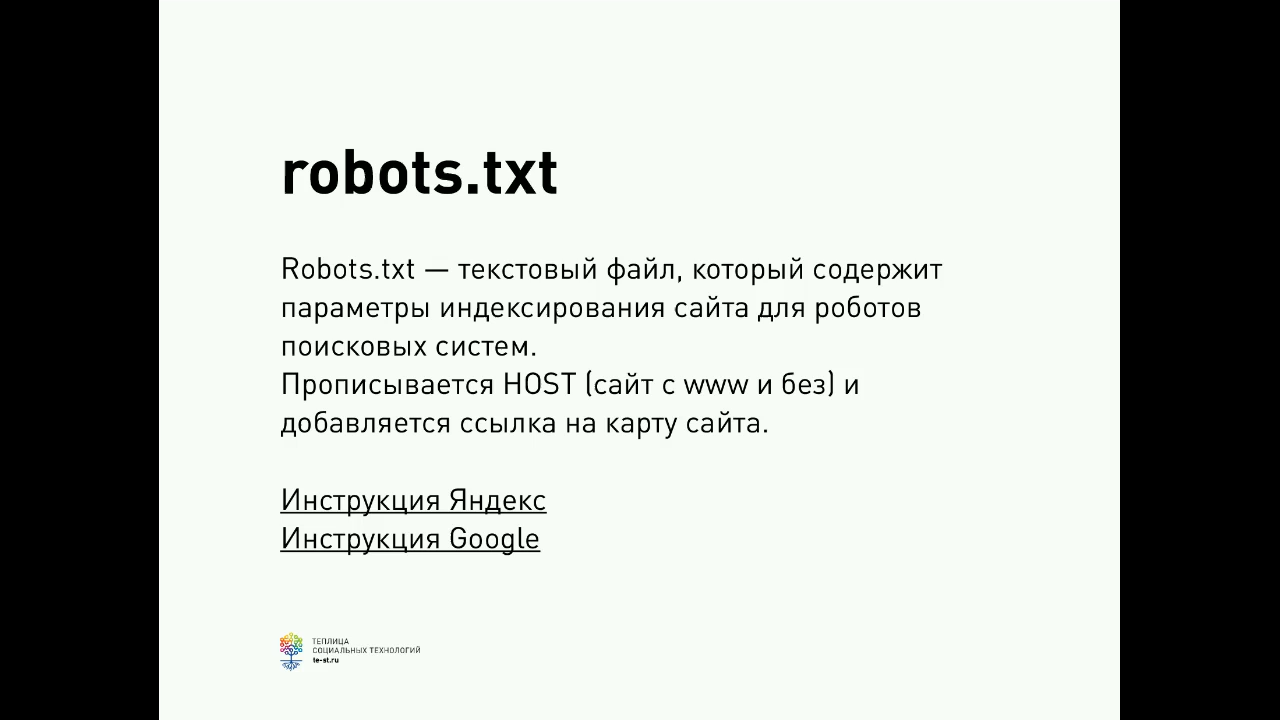 robots.txt
Robots.txt — текстовый файл, который содержит
параметры индексирования сайта для роботов
поисковых систем.
Прописывается HOST (сайт с www и без) и
добавляется ссылка на карту сайта.
Инструкция Яндекс
Инструкция Google
ТЕПЛИЦА
СОЦИАЛЬНЫХ ТЕХНОЛОГИЙ
te-st.ru